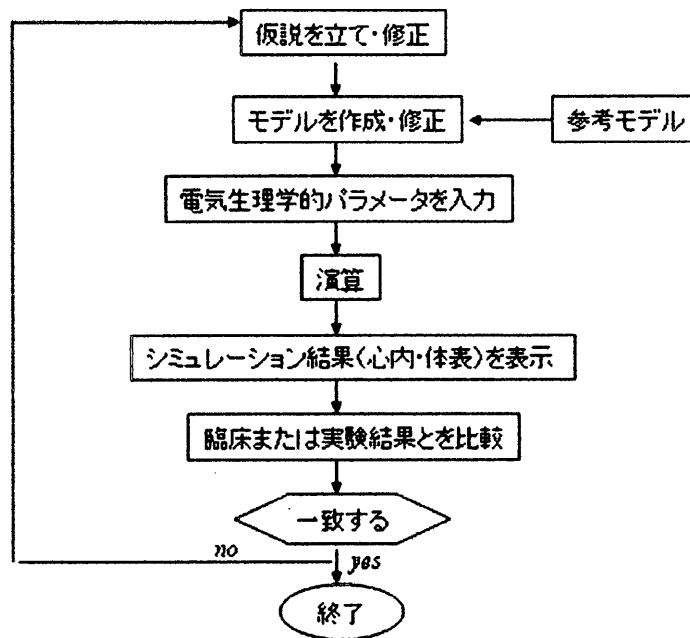 仮説を立て・修正
モデルを作成・修正
参考モデル
電気生理学的パラメータを入力
演算
シミュレーション結果(心内・体表)を表示
臨床または実験結果とを比較
一致する
no
yes
終了